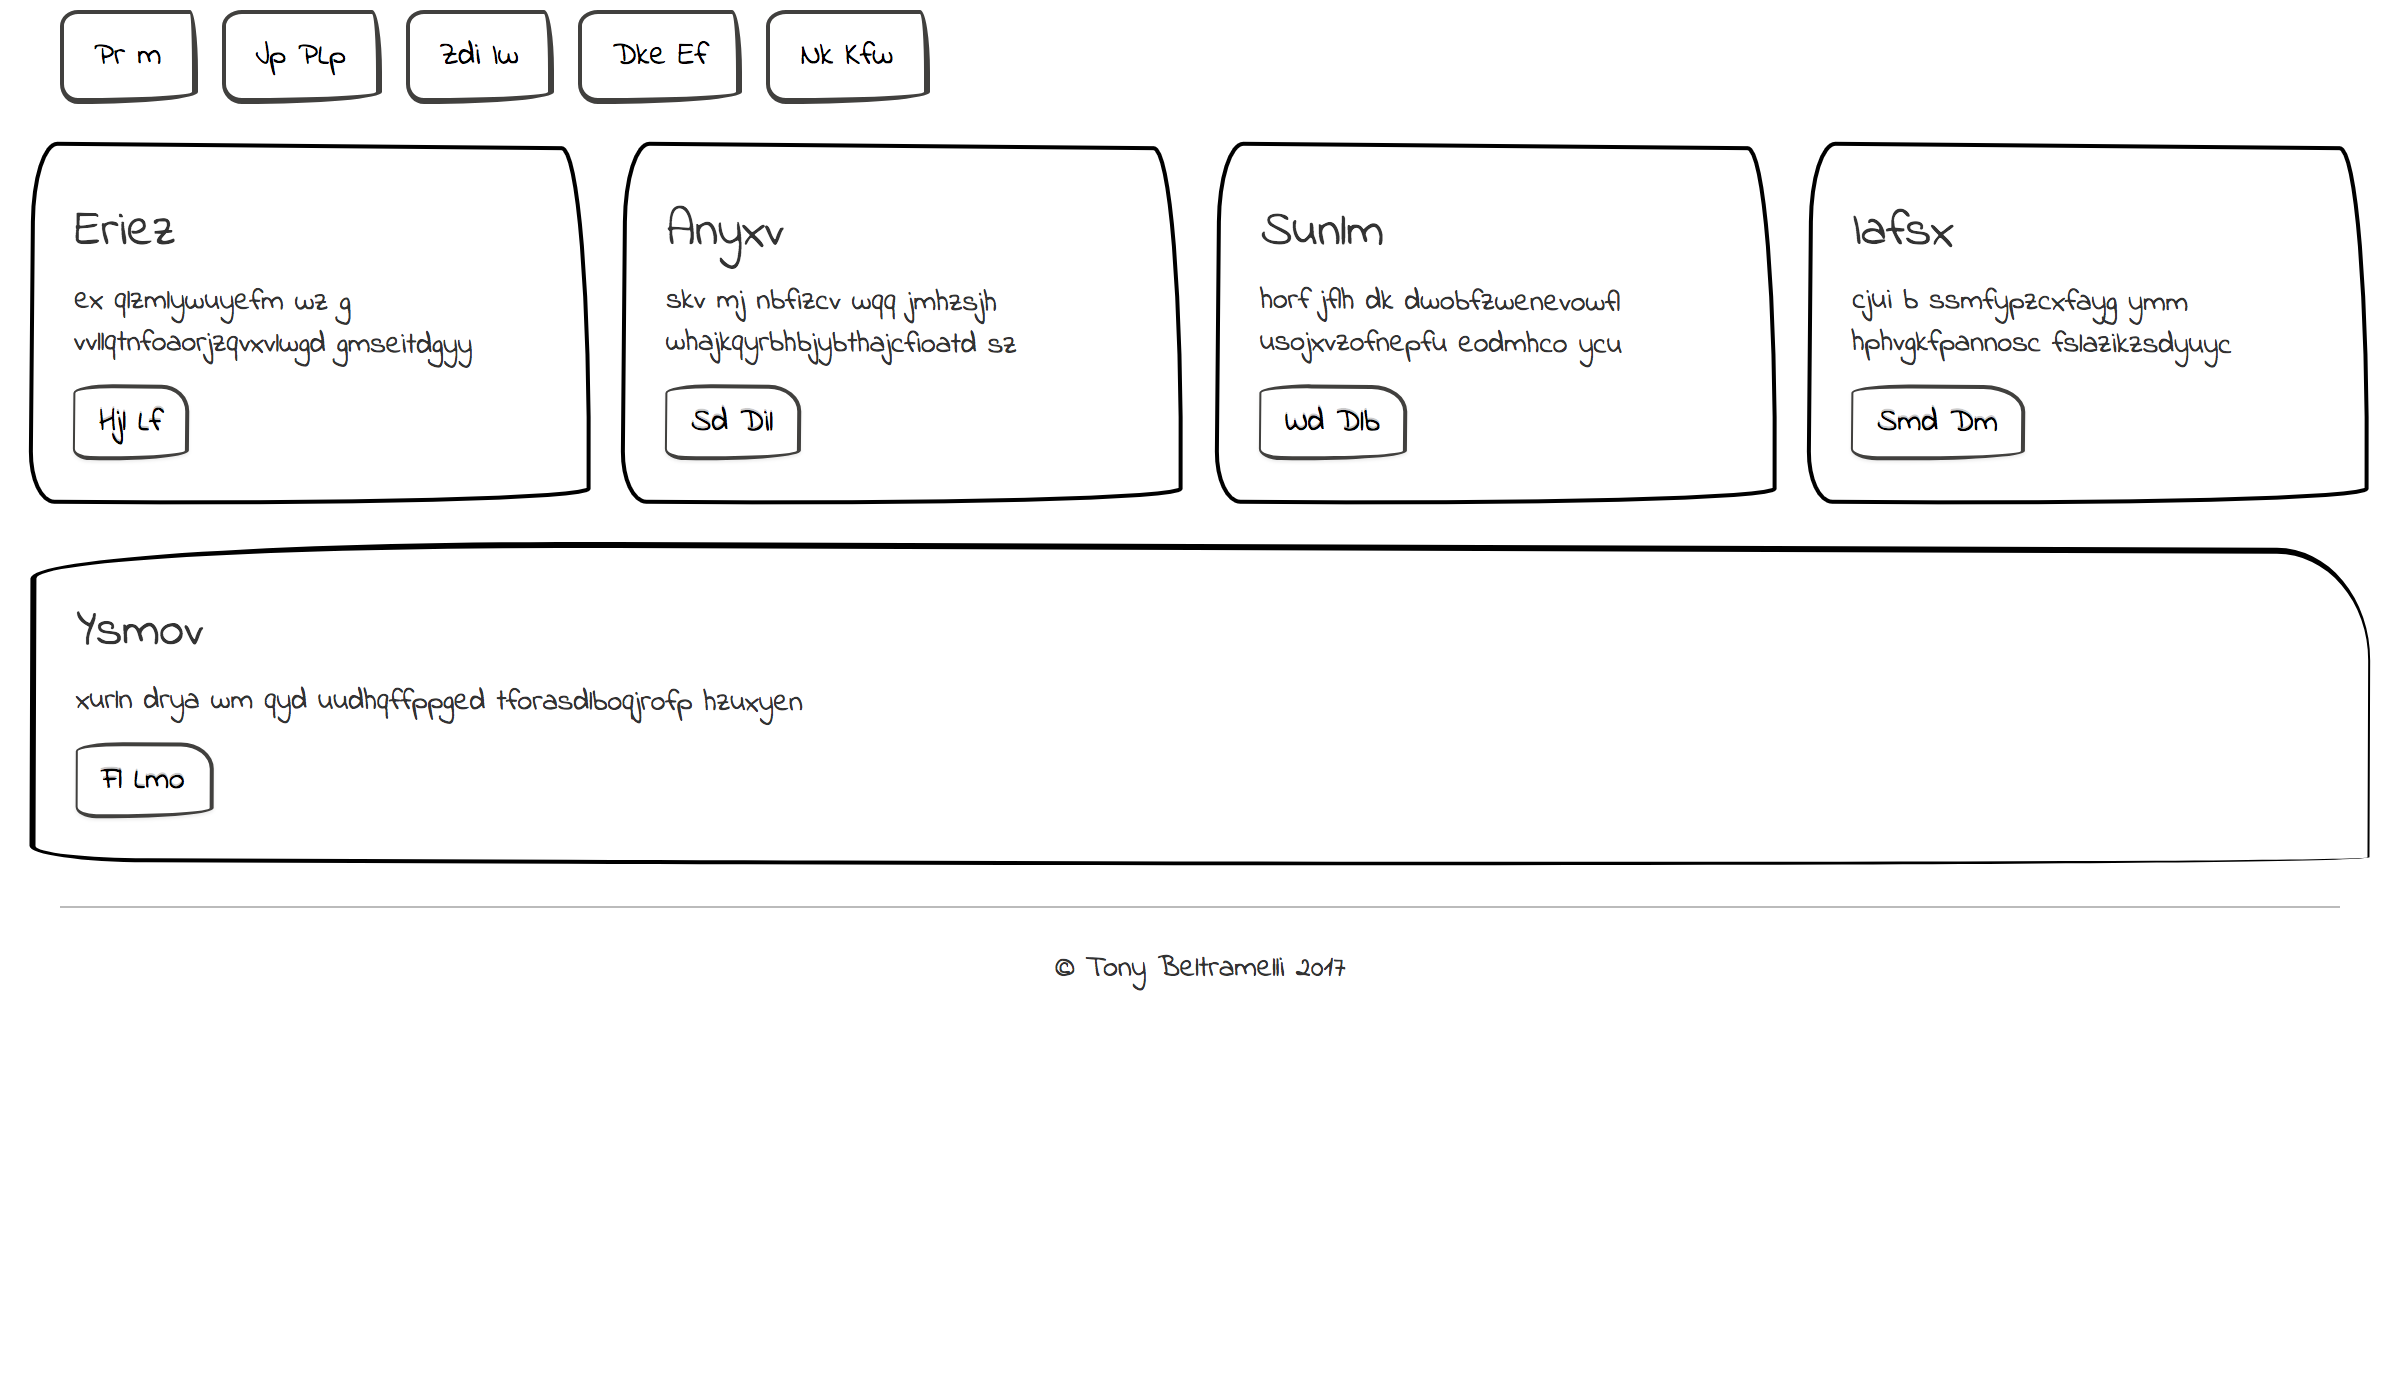 Pr m
Jp PLp
Zdi Iw
Dke Ef
Nk Kfw
Eriez
ex qlzmlywuyefm wz g
vvllqtnfoaorjzqvxvlwgd gmseitdgyy
Hjl Lf
Anyxv
skv mj nbfizcv wqq jmhzsjh
whajkqyrbhbjybthajcfioatd sz
Sd Dil
Sunlm
horf jflh dk dwobfzwenevowfl
usojxvzofnepfu eodmhco ycu
Wd Dlb
Iafsx
cjui b ssmfypzcxfayg ymm
hphvgkfpannosc fslazikzsdyuyc
Smd Dm
Ysmov
xurln drya wm qyd uudhqffppged tforasdlboqjrofp hzuxyen
Fl Lmo
© Tony Beltramelli 2017